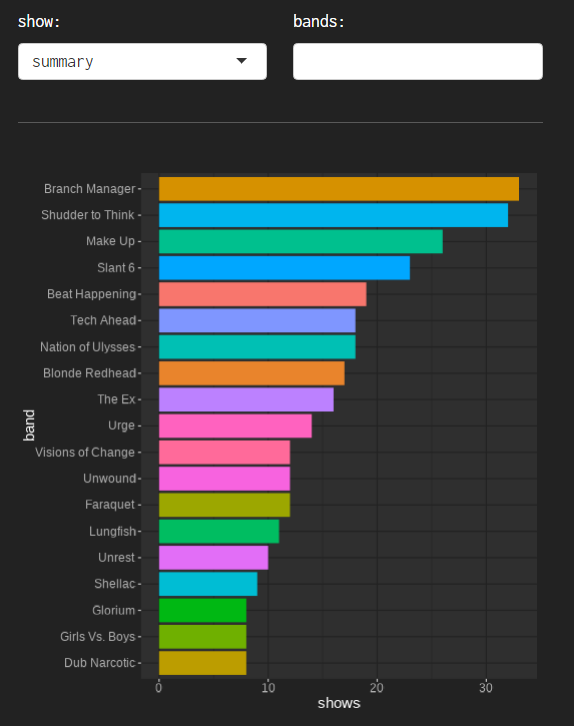 show:
bands:
summary
Branch Manager
Shudder to Think
Make Up
Slant 6
Beat Happening
Tech Ahead
Nation of Ulysses
Blonde Redhead
The Ex
Urge
Visions of Change
Unwound
Faraquet
Lungfish
Unrest
Shellac
Glorium
Girls Vs. Boys
Dub Narcotic
band
0 10 20 30
shows